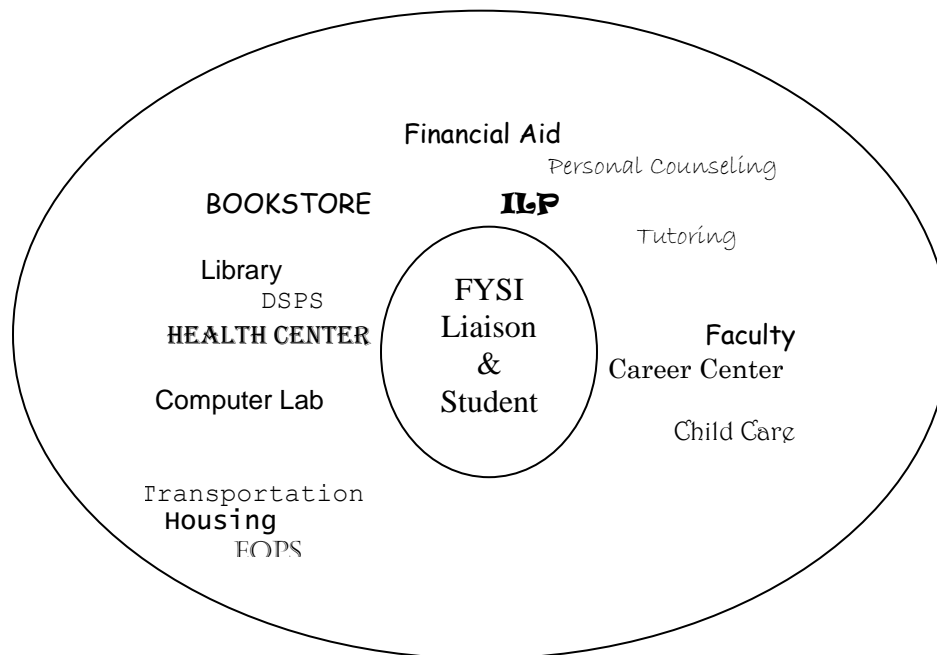 Financial Aid
Personal Counseling
BOOKSTORE
ILP
Tutoring
Library
DSPS
HEALTH CENTER
Computer Lab
FYSI
Liaison
&
Student
Faculty
Career Center
Child Care
Transportation
Housing
EOPS